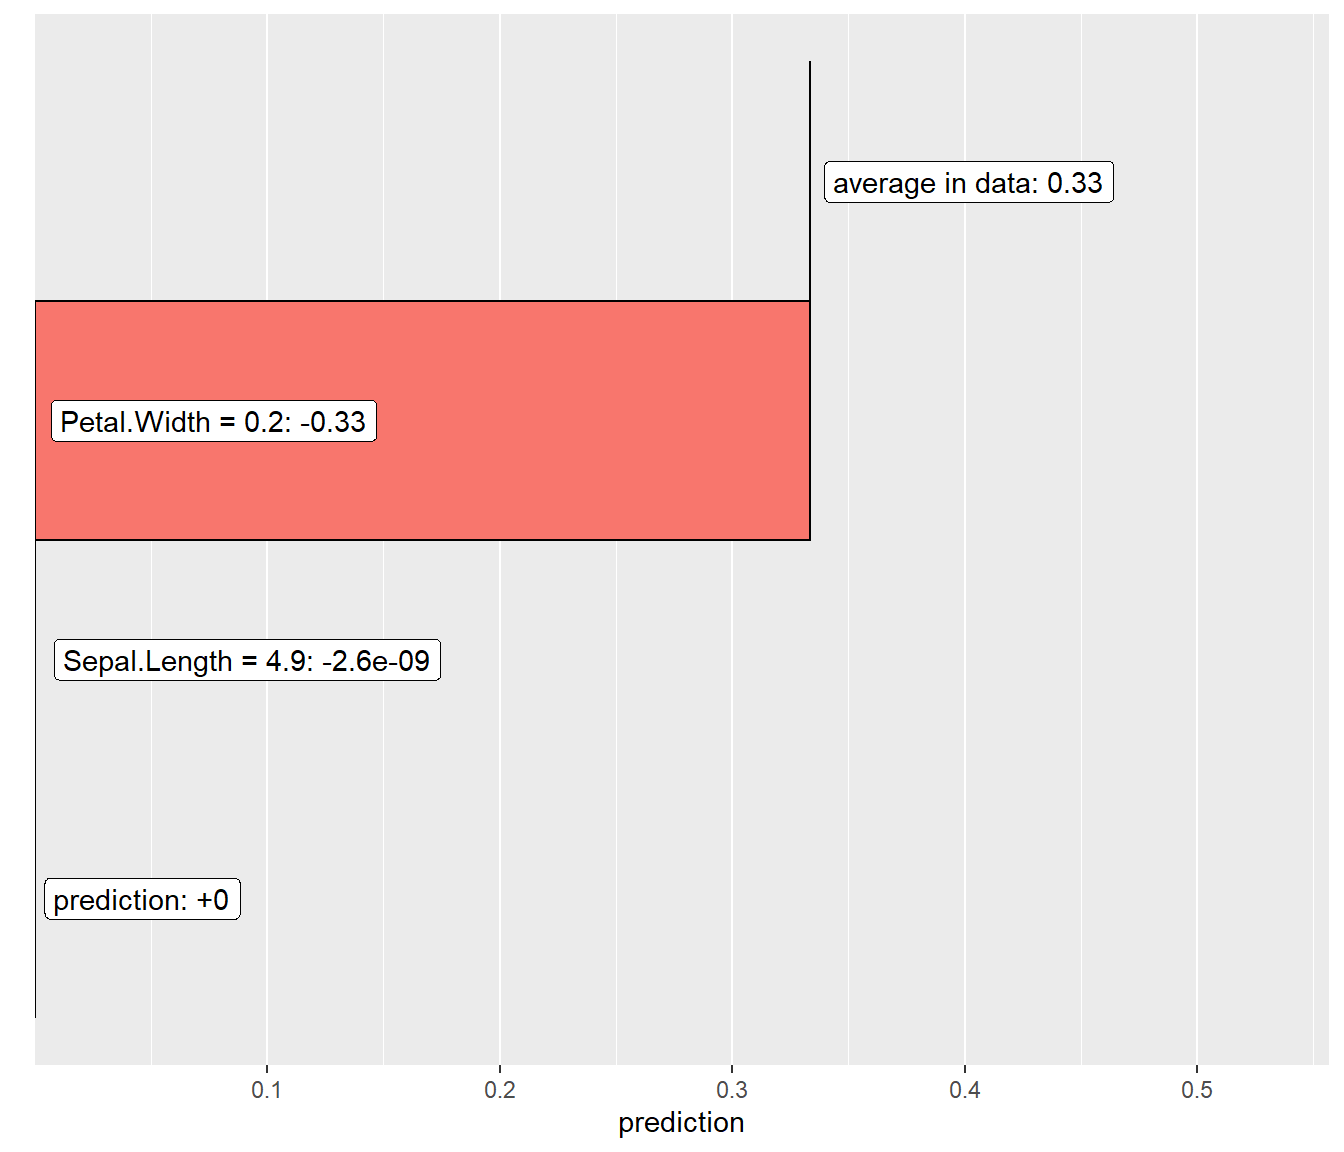 average in data: 0.33
Petal.Width = 0.2: -0.33
Sepal.Length = 4.9: -2.6e-09
prediction: +0
0.1 0.2 0.3 0.4 0.5
prediction